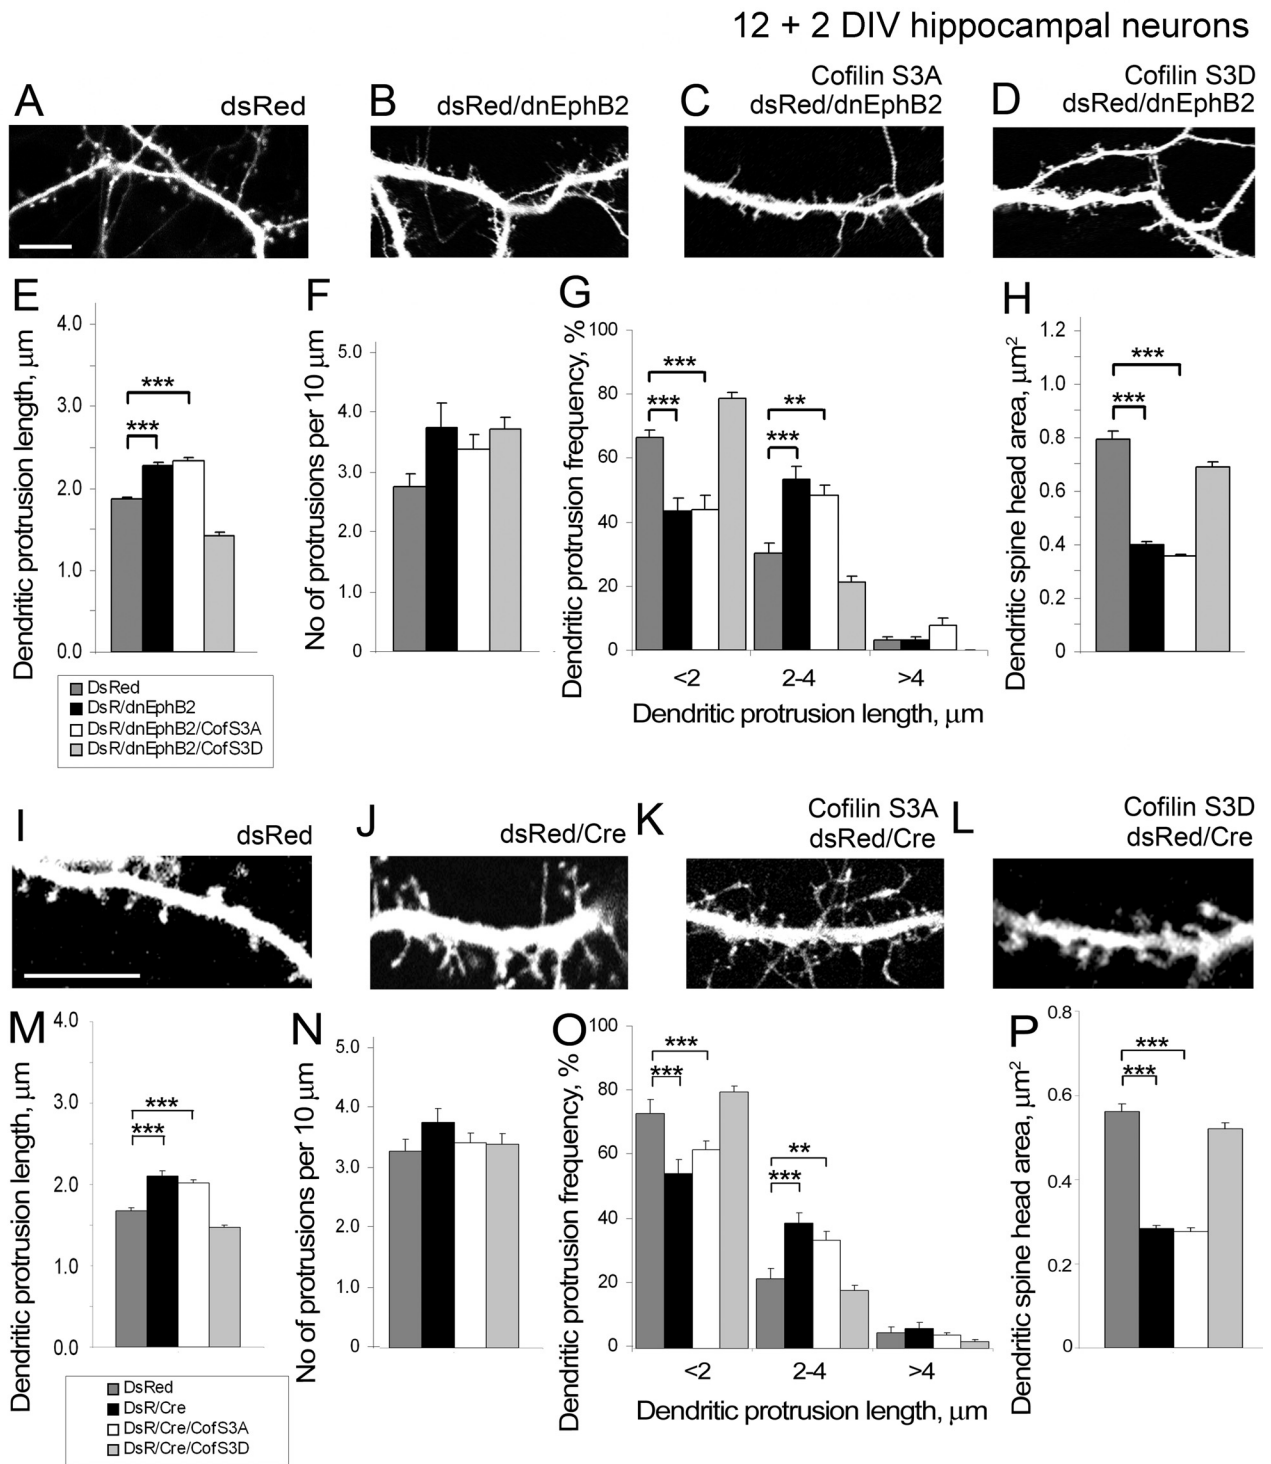 12 + 2 DIV hippocampal neurons
A
dsRed
B
dsRed/dnEphB2
C
Cofilin S3A
dsRed/dnEphB2
D
Cofilin S3D
dsRed/dnEphB2
E
Dendritic protrusion length, μm
4.0
3.0
2.0
1.0
0.0
***
***
DsRed
DsR/dnEphB2
DsR/dnEphB2/CofS3A
DsR/dnEphB2/CofS3D
F
No of protrusions per 10 μm
5.0
4.0
3.0
2.0
1.0
0
G
Dendritic protrusion frequency, %
100
80
60
40
20
0
***
***
**
***
<2
2-4
>4
Dendritic protrusion length, μm
H
Dendritic spine head area, μm²
1.2
1.0
0.8
0.6
0.4
0.2
0
***
***
I
dsRed
J
dsRed/Cre
K
Cofilin S3A
dsRed/Cre
L
Cofilin S3D
dsRed/Cre
M
Dendritic protrusion length, μm
4.0
3.0
2.0
1.0
0.0
***
***
DsRed
DsR/Cre
DsR/Cre/CofS3A
DsR/Cre/CofS3D
N
No of protrusions per 10 μm
5.0
4.0
3.0
2.0
1.0
0
O
Dendritic protrusion frequency, %
100
80
60
40
20
0
***
***
**
***
<2
2-4
>4
Dendritic protrusion length, μm
P
Dendritic spine head area, μm²
0.8
0.6
0.4
0.2
0
***
***